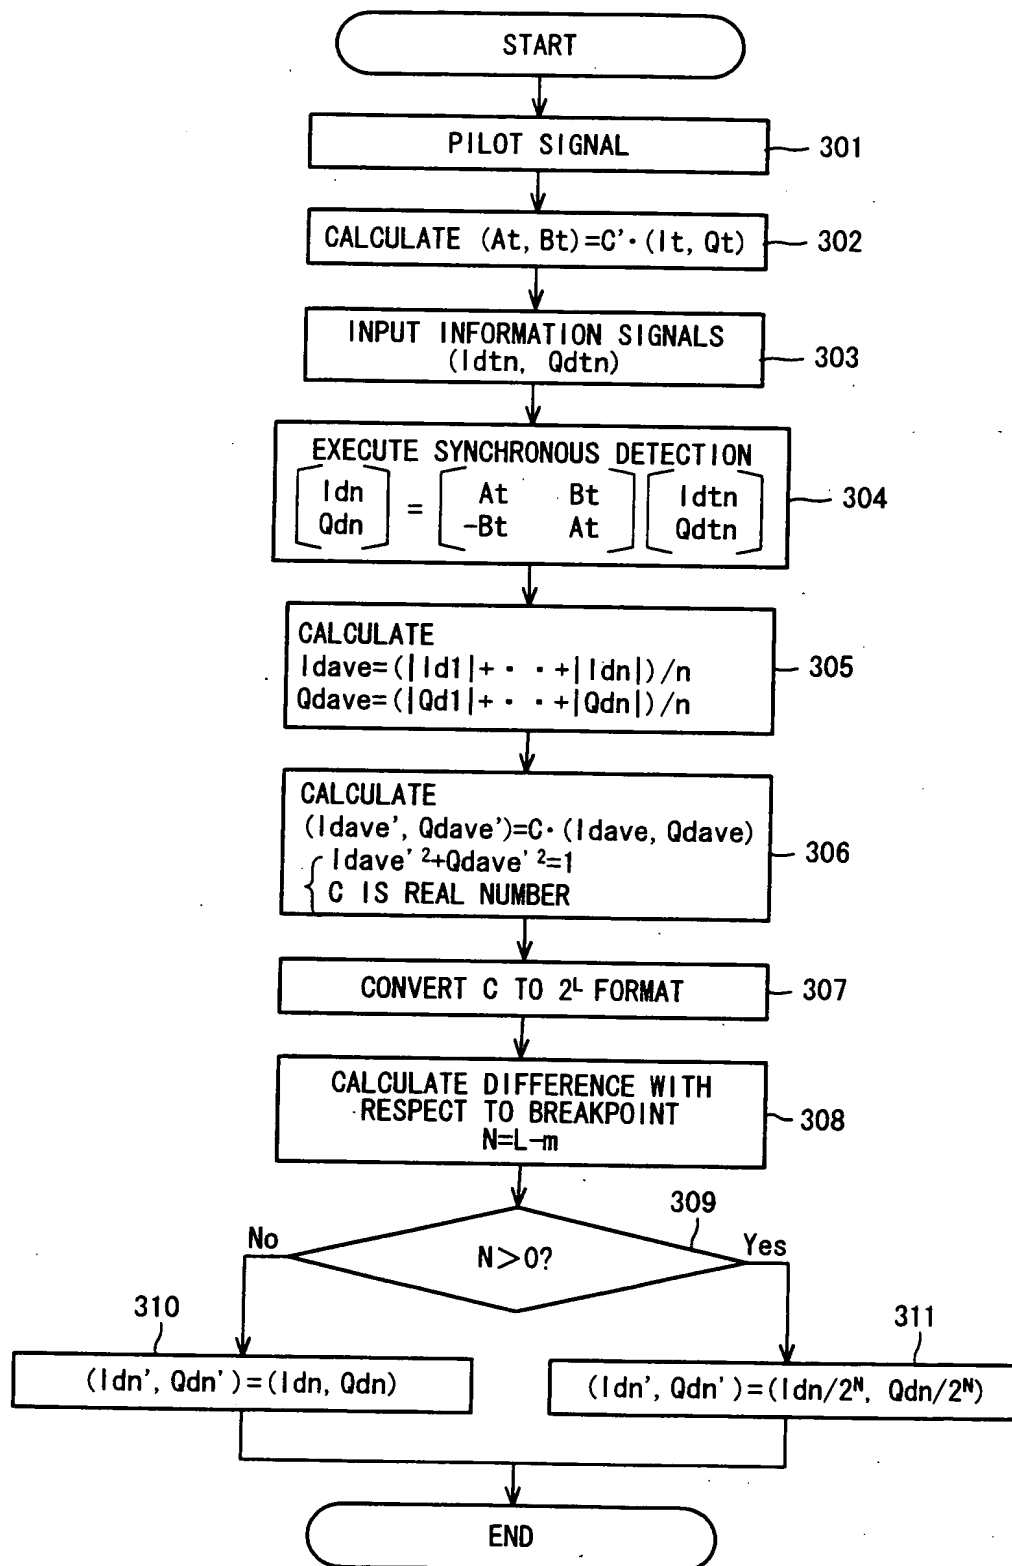 START
PILOT SIGNAL
301
CALCULATE (At, Bt)=C'·(It, Qt)
302
INPUT INFORMATION SIGNALS
(Idtn, Qdtn)
303
EXECUTE SYNCHRONOUS DETECTION
Idn = At Bt Idtn
Qdn -Bt At Qdtn
304
CALCULATE
Idave=(|Id1|+・・+|Idn|)/n
Qdave=(|Qd1|+・・+|Qdn|)/n
305
CALCULATE
(Idave', Qdave')=C·(Idave, Qdave)
Idave'²+Qdave'²=1
C IS REAL NUMBER
306
CONVERT C TO 2ᴸ FORMAT
307
CALCULATE DIFFERENCE WITH
RESPECT TO BREAKPOINT
N=L-m
308
309
No
N>0?
Yes
310
(Idn', Qdn')=(Idn, Qdn)
311
(Idn', Qdn')=(Idn/2ᴺ, Qdn/2ᴺ)
END